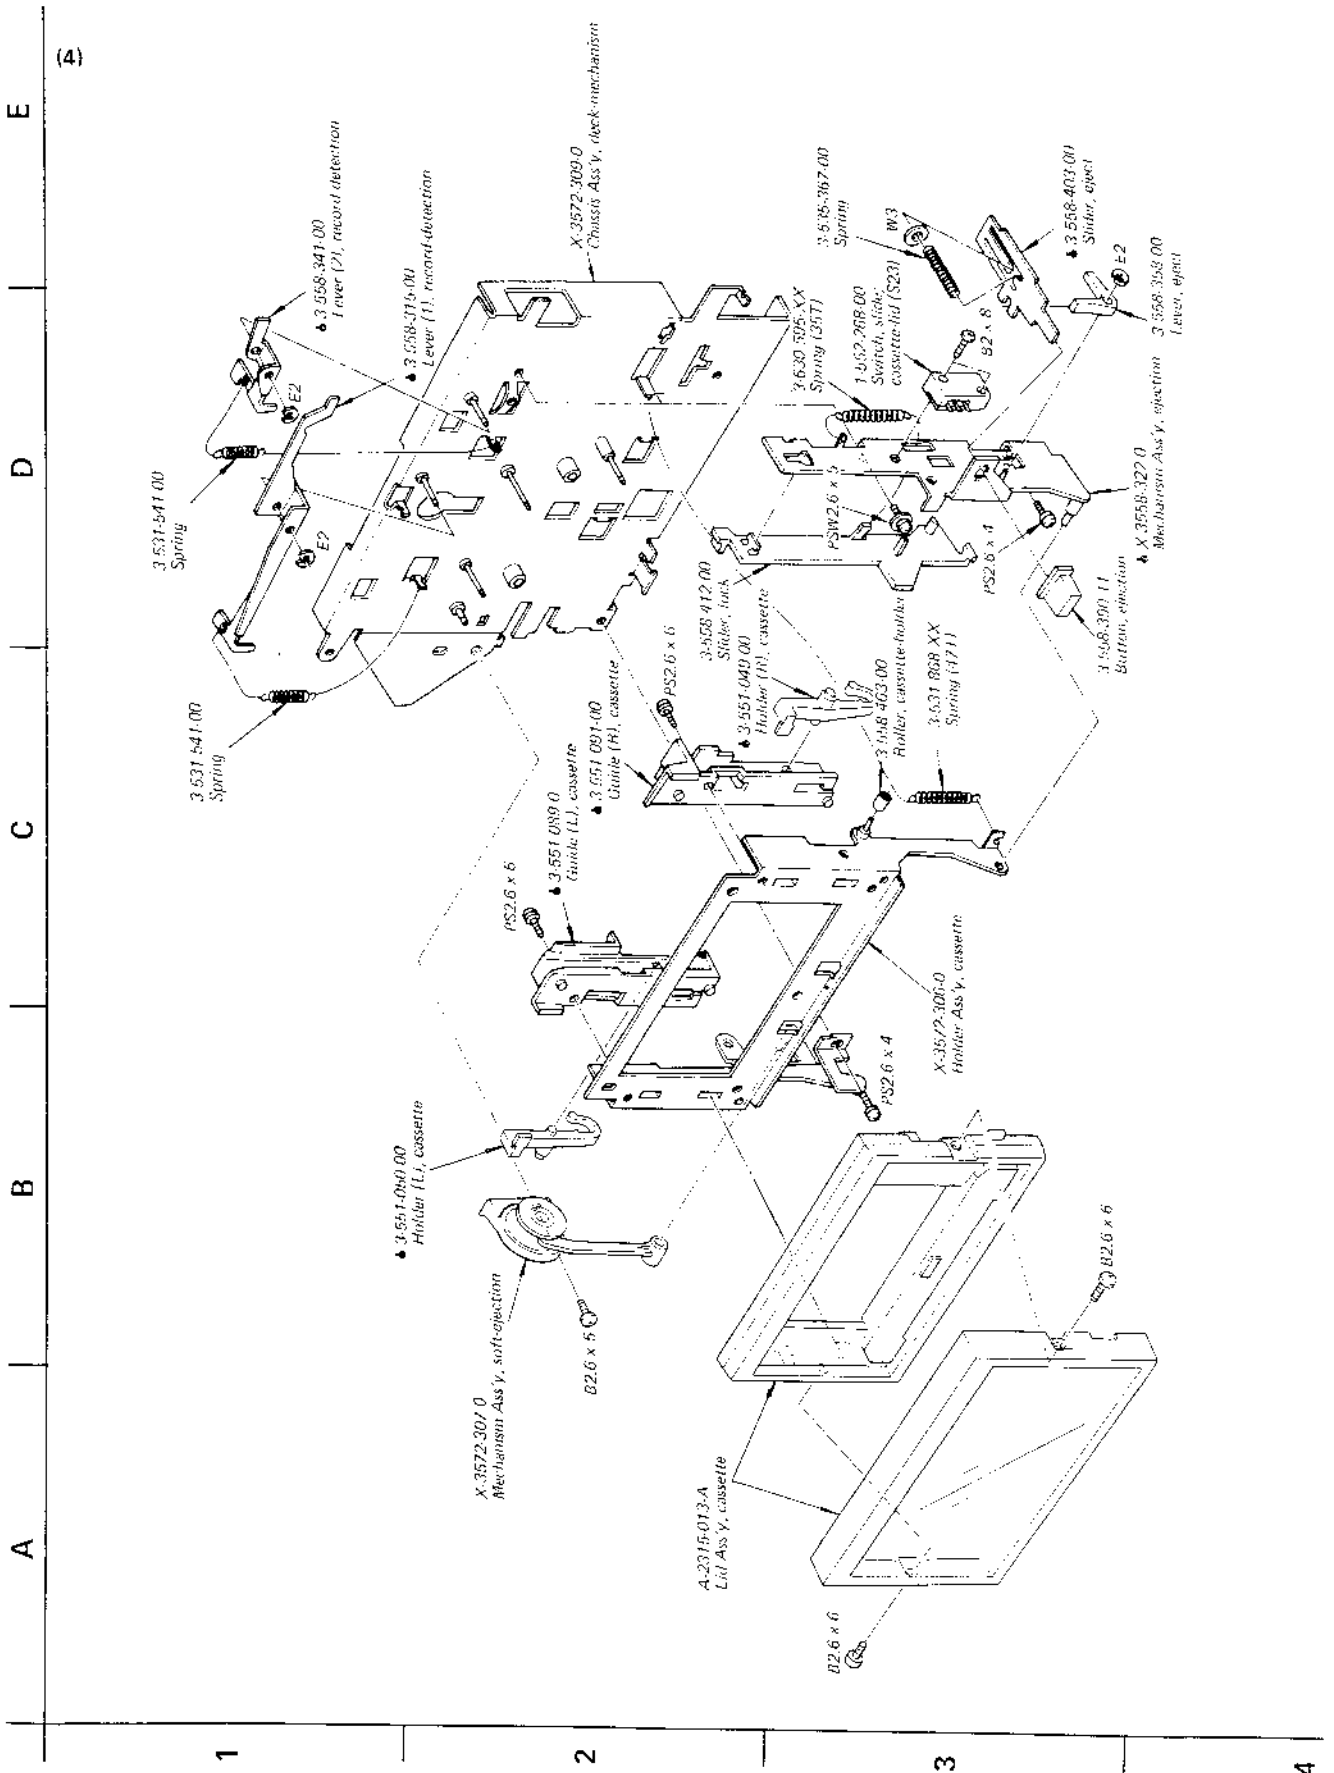 (4)
A
B
C
D
E
1
2
3
4
3-531-541-00
Spring
3-531-541-00
Spring
E2
E2
3-558-341-00
Lever (2), record detection
3-558-315-00
Lever (1), record-detection
X-3572-309-0
Chassis Ass'y, deck-mechanism
X-3572-307-0
Mechanism Ass'y, soft-ejection
B2.6 x 5
3-551-050-00
Holder (L), cassette
PS2.6 x 6
3-551-089-0
Guide (L), cassette
3-551-091-00
Guide (R), cassette
PS2.6 x 6
3-558-412-00
Slider, lock
3-551-049-00
Holder (R), cassette
3-558-463-00
Roller, cassette-holder
3-531-868-XX
Spring (471)
PSW2.6 x 5
3-630-595-XX
Spring (357)
1-552-268-00
Switch, slide;
cassette-lid (S23)
3-535-367-00
Spring
W3
B2 x 8
3-558-403-00
Slider, eject
E2
3-558-358-00
Lever, eject
X-3558-322-0
Mechanism Ass'y, ejection
PS2.6 x 4
3-558-390-11
Button, ejection
X-3572-306-0
Holder Ass'y, cassette
PS2.6 x 4
A-2315-013-A
Lid Ass'y, cassette
B2.6 x 6
B2.6 x 6